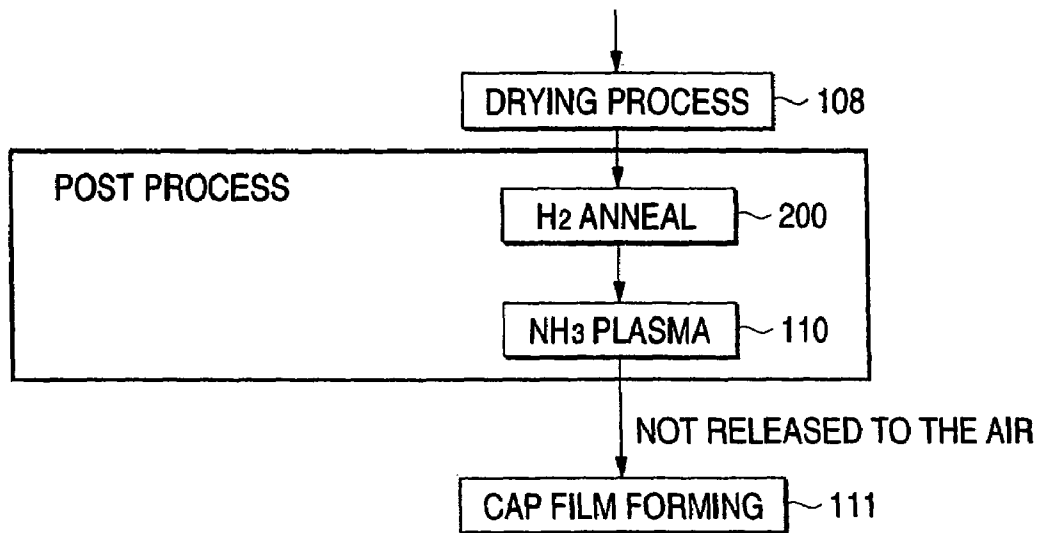 DRYING PROCESS 108
POST PROCESS
H2 ANNEAL 200
NH3 PLASMA 110
NOT RELEASED TO THE AIR
CAP FILM FORMING 111